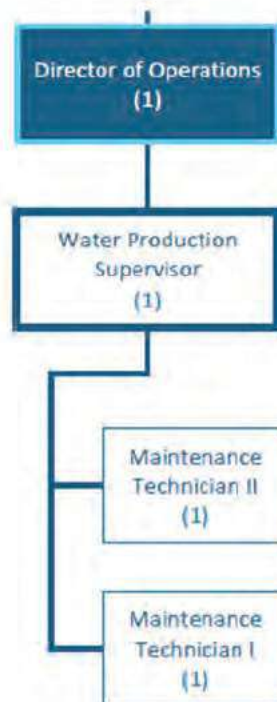 Director of Operations
(1)
Water Production
Supervisor
(1)
Maintenance
Technician II
(1)
Maintenance
Technician I
(1)